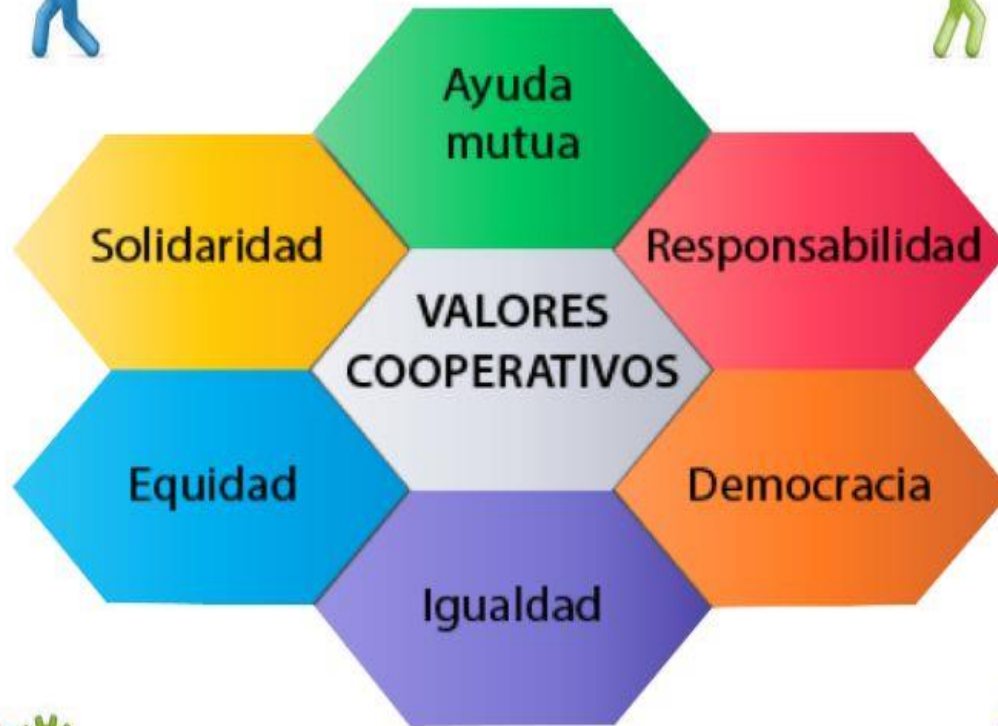 Ayuda
mutua
Solidaridad
Responsabilidad
VALORES
COOPERATIVOS
Equidad
Democracia
Igualdad